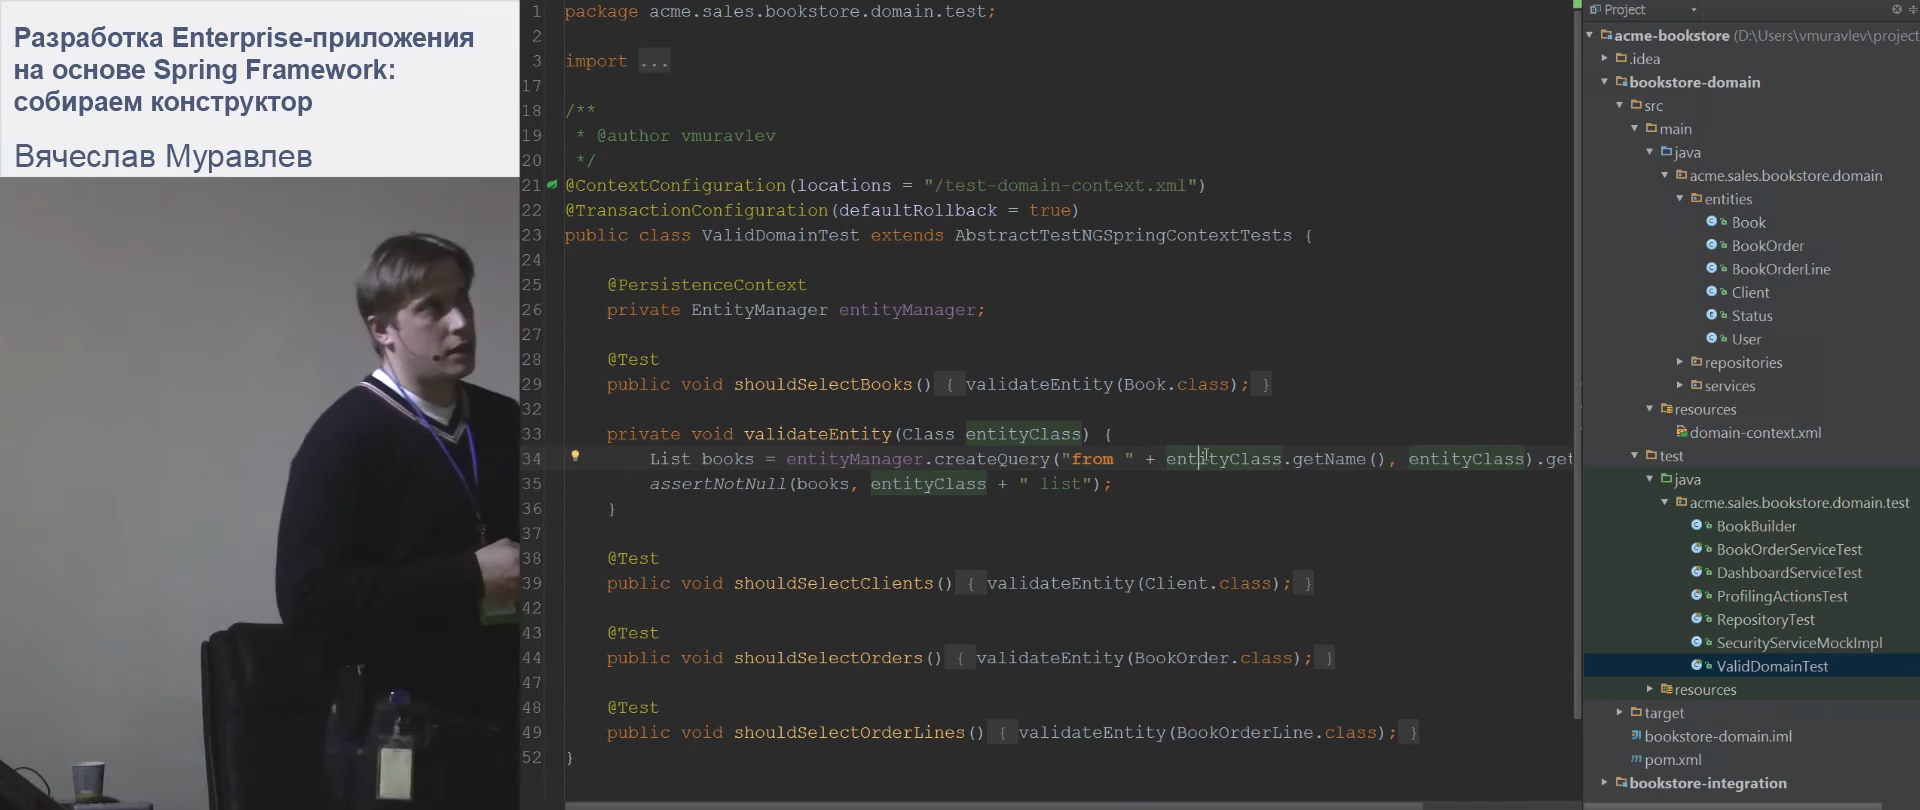 Разработка Enterprise-приложения
на основе Spring Framework:
собираем конструктор
Вячеслав Муравлев
1 package acme.sales.bookstore.domain.test;
2
3 import ...
17
18 /**
19 * @author vmuravlev
20 */
21 @ContextConfiguration(locations = "/test-domain-context.xml")
22 @TransactionConfiguration(defaultRollback = true)
23 public class ValidDomainTest extends AbstractTestNGSpringContextTests {
24
25 @PersistenceContext
26 private EntityManager entityManager;
27
28 @Test
29 public void shouldSelectBooks() { validateEntity(Book.class); }
32
33 private void validateEntity(Class entityClass) {
34 List books = entityManager.createQuery("from " + entityClass.getName(), entityClass).get
35 assertNotNull(books, entityClass + " list");
36 }
37
38 @Test
39 public void shouldSelectClients() { validateEntity(Client.class); }
42
43 @Test
44 public void shouldSelectOrders() { validateEntity(BookOrder.class); }
47
48 @Test
49 public void shouldSelectOrderLines() { validateEntity(BookOrderLine.class); }
52 }
Project
acme-bookstore (D:\Users\vmuravlev\project
.idea
bookstore-domain
src
main
java
acme.sales.bookstore.domain
entities
Book
BookOrder
BookOrderLine
Client
Status
User
repositories
services
resources
domain-context.xml
test
java
acme.sales.bookstore.domain.test
BookBuilder
BookOrderServiceTest
DashboardServiceTest
ProfilingActionsTest
RepositoryTest
SecurityServiceMockImpl
ValidDomainTest
resources
target
bookstore-domain.iml
pom.xml
bookstore-integration